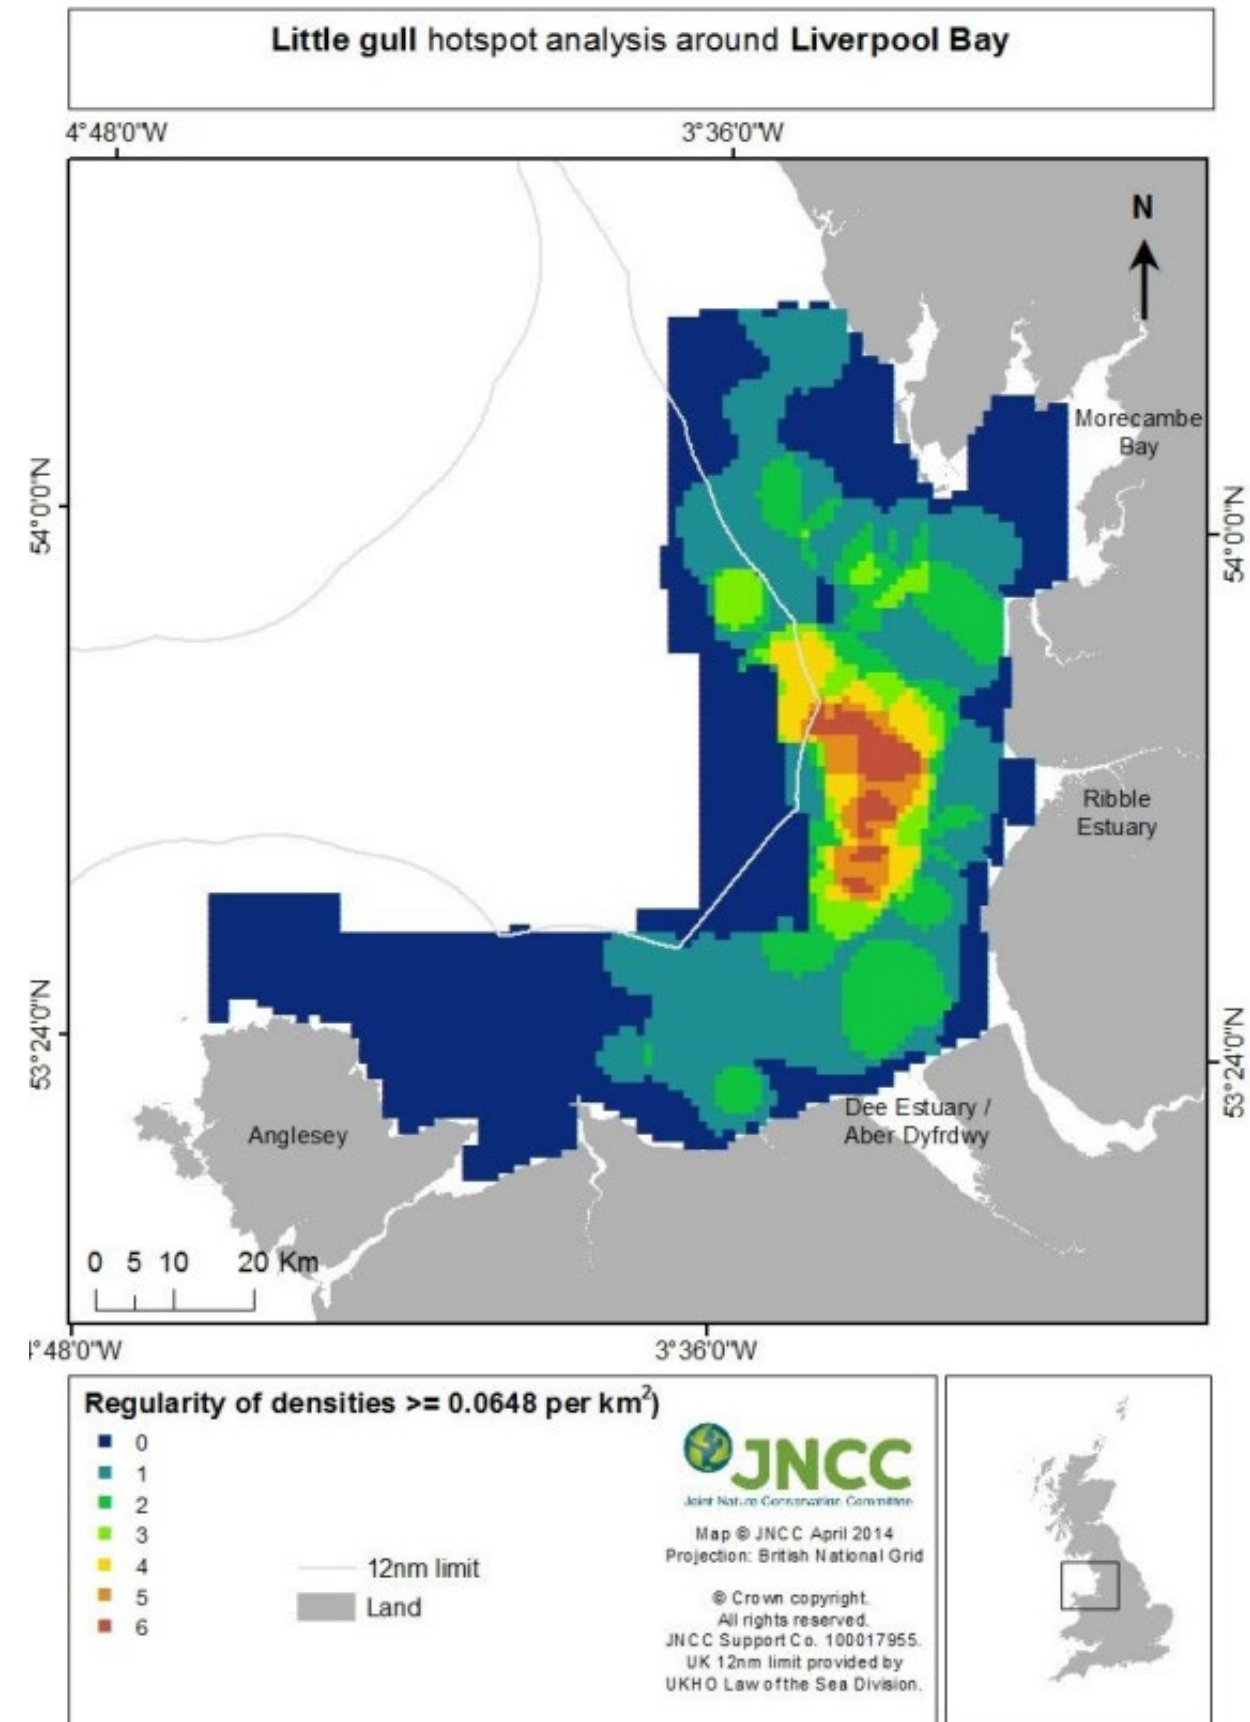 Little gull hotspot analysis around Liverpool Bay
4°48'0"W
3°36'0"W
N
Morecambe
Bay
54°0'0"N
54°0'0"N
Ribble
Estuary
53°24'0"N
53°24'0"N
Dee Estuary /
Aber Dyfrdwy
Anglesey
0 5 10 20 Km
°48'0"W
3°36'0"W
Regularity of densities >= 0.0648 per km²)
0
1
2
3
4
5
6
12nm limit
Land
JNCC
Joint Nature Conservation Committee
Map © JNCC April 2014
Projection: British National Grid
© Crown copyright.
All rights reserved.
JNCC Support Co. 100017955.
UK 12nm limit provided by
UKHO Law of the Sea Division.